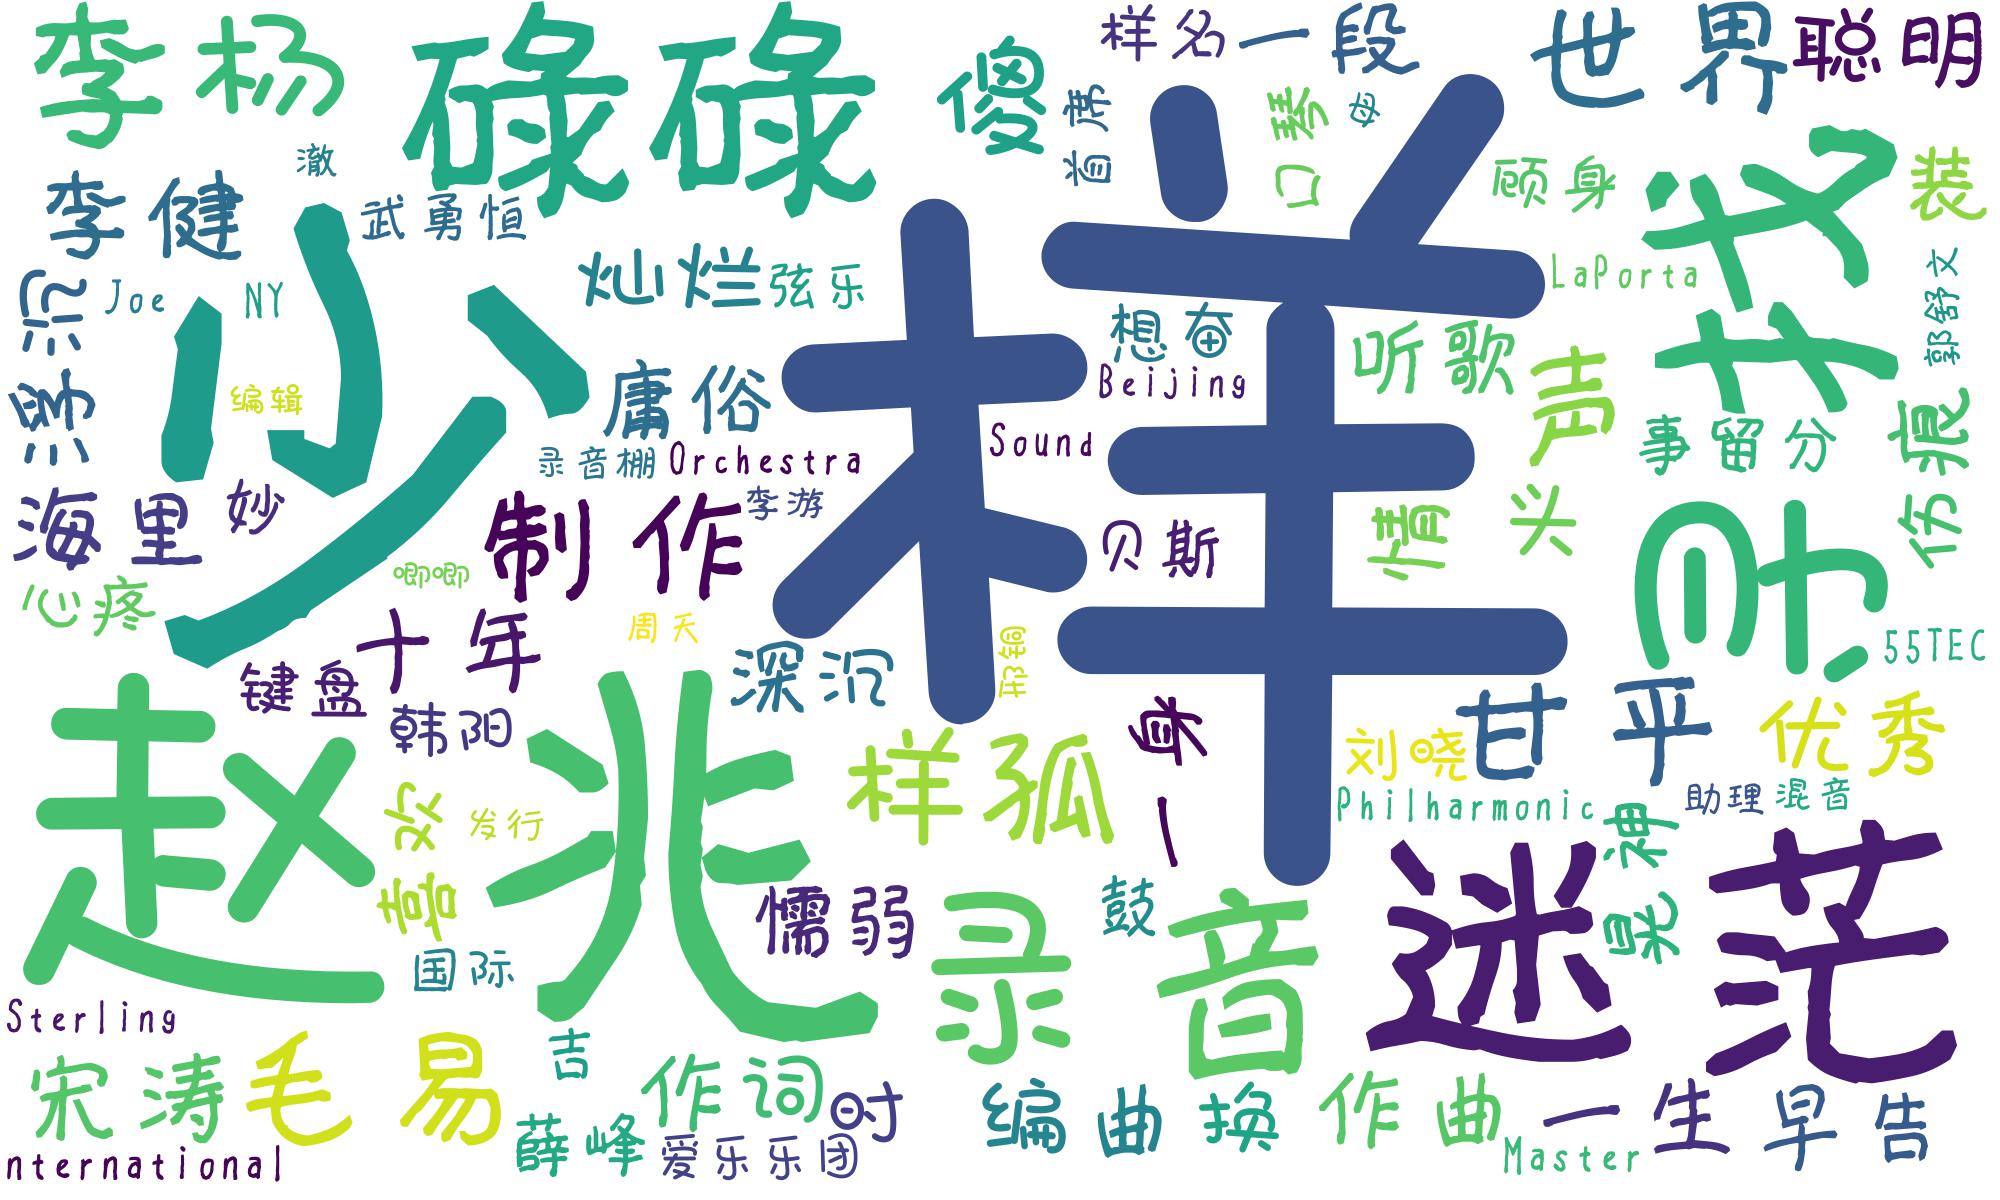 李杨
碌碌
傻
样名一段
世界
聪明
首席
口琴
母
澈
李健
武勇恒
顾身
奋不
装
少
样
灿烂
弦乐
LaPorta
郭舒文
沉默
Joe
NY
想奋
听歌
声
Beijing
编辑
庸俗
事留分
伤痕
录音棚
Orchestra
Sound
李游
海里
妙
制作
贝斯
情
头
唧唧
心疼
十年
周天
邢铜
55TEC
键盘
韩阳
深沉
赵兆
样孤
刘晓
甘平
优秀
助理
混音
Philharmonic
喜欢
发行
晃神
懦弱
鼓
录音
迷茫
国际
Sterling
吉
宋涛
毛易
作词
时
编曲
换
作曲
一生
早告
薛峰
爱乐乐团
Master
nternational